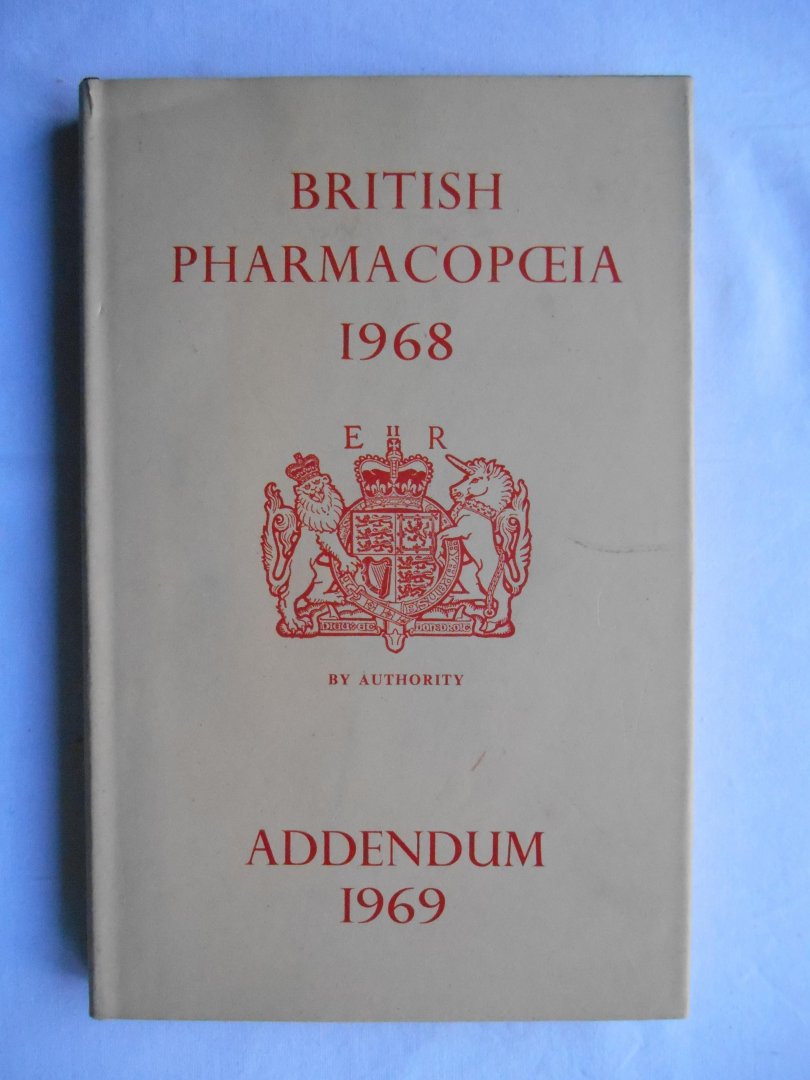 BRITISH
PHARMACOPŒIA
1968
E II R
BY AUTHORITY
ADDENDUM
1969